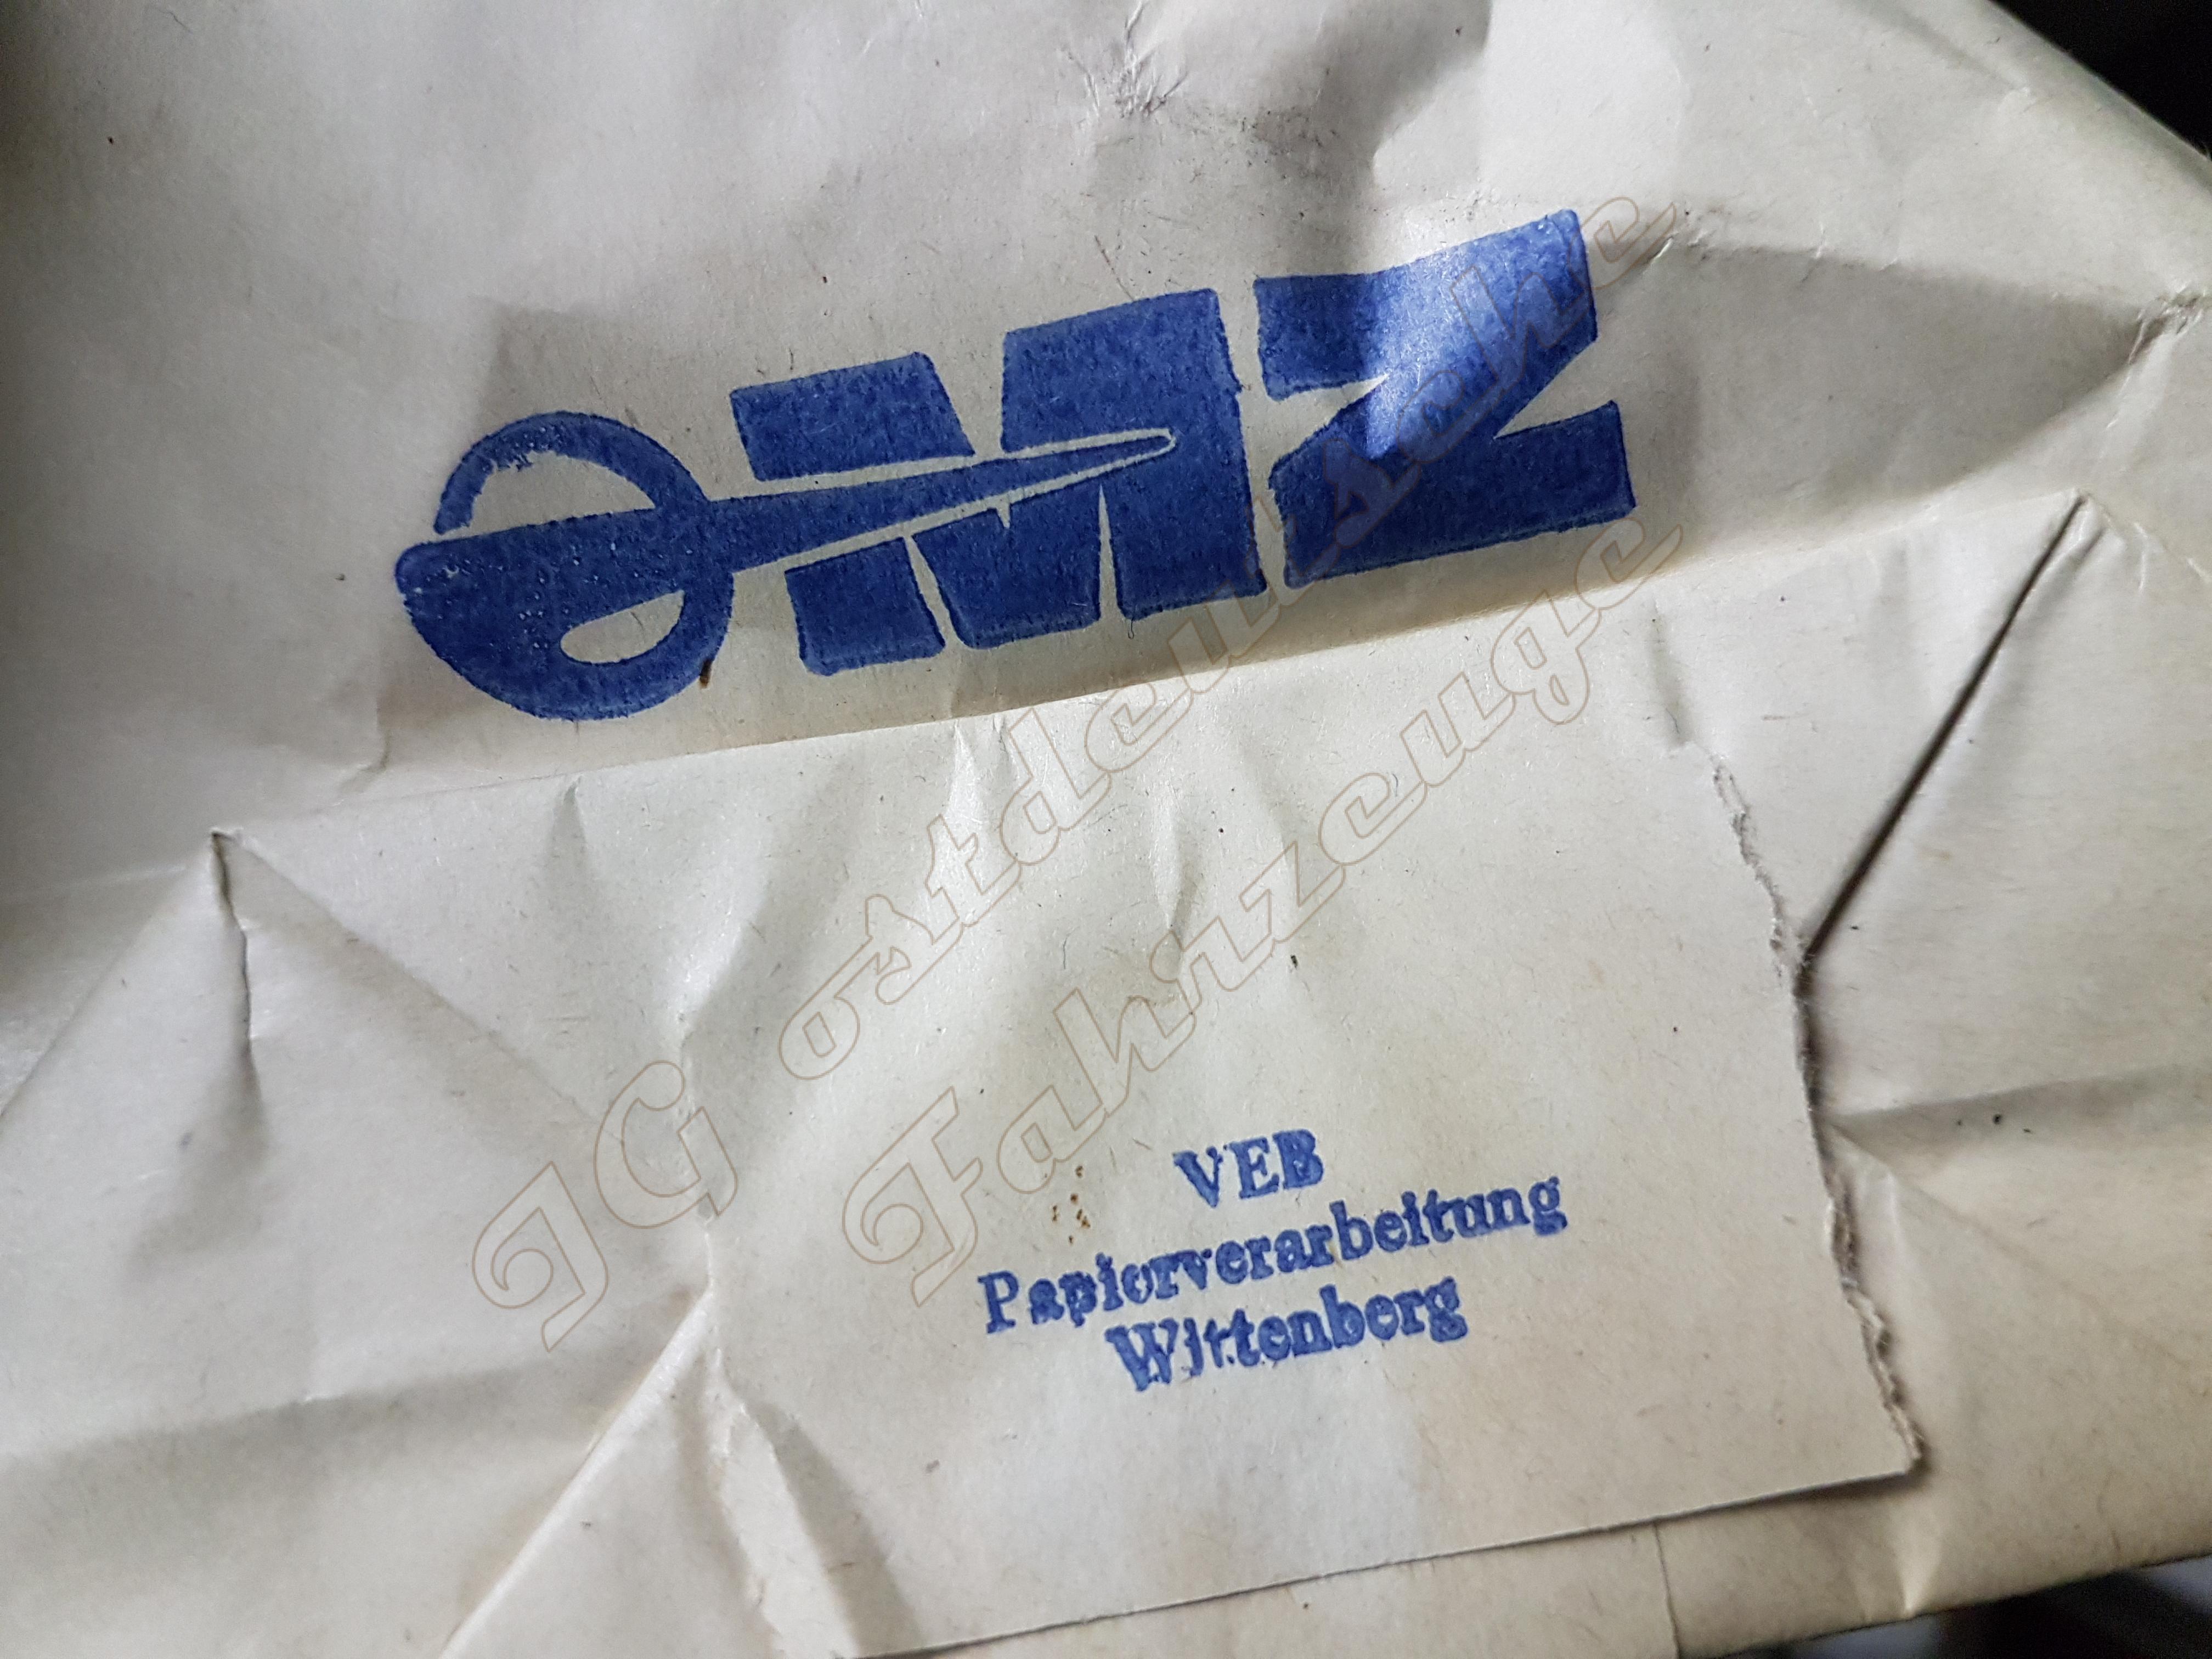 MZ
IG ostdeutsche
Fahrzeuge
VEB
Papierverarbeitung
Wittenberg